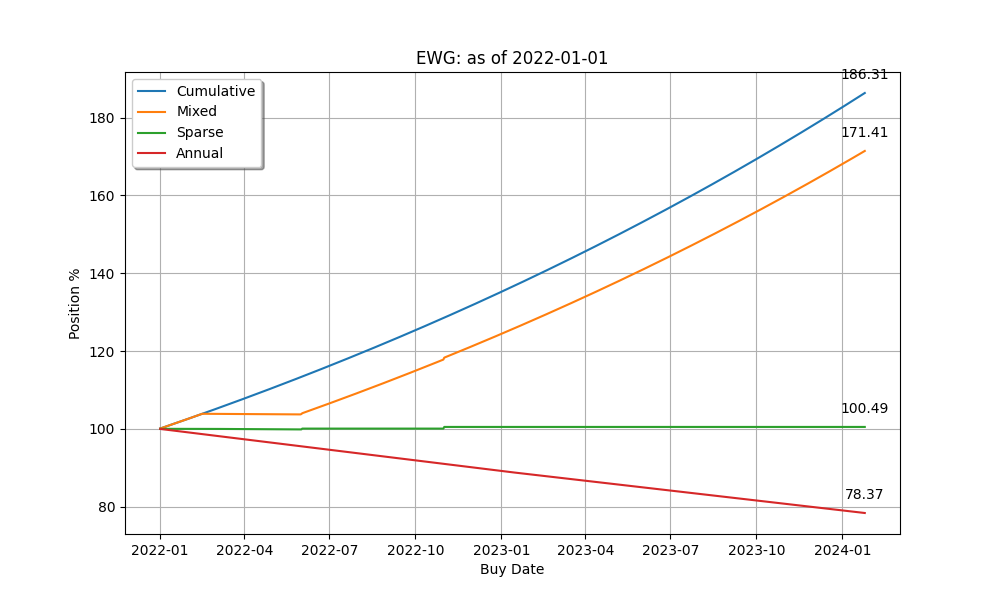 EWG: as of 2022-01-01
Cumulative
Mixed
Sparse
Annual
186.31
171.41
100.49
78.37
180
160
140
120
100
80
Position %
2022-01 2022-04 2022-07 2022-10 2023-01 2023-04 2023-07 2023-10 2024-01
Buy Date